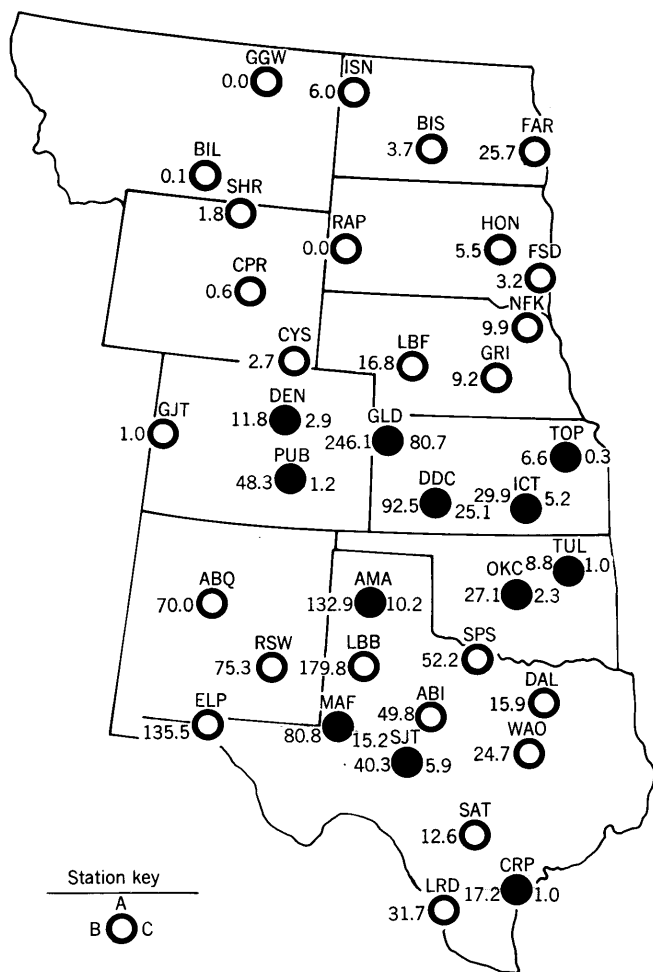 GGW
0.0
ISN
6.0
BIS
3.7
FAR
25.7
BIL
0.1
SHR
1.8
RAP
0.0
HON
5.5
FSD
3.2
CPR
0.6
NFK
9.9
CYS
2.7
LBF
16.8
GRI
9.2
DEN
11.8 2.9
GJT
1.0
GLD
246.1 80.7
TOP
6.6 0.3
PUB
48.3 1.2
DDC
92.5 25.1
ICT
29.9 5.2
TUL
8.8 1.0
OKC
27.1 2.3
ABQ
70.0
AMA
132.9 10.2
RSW
75.3
LBB
179.8
SPS
52.2
ELP
135.5
MAF
80.8 15.2
ABI
49.8
DAL
15.9
SJT
40.3 5.9
WAO
24.7
SAT
12.6
CRP
17.2 1.0
LRD
31.7
Station key
A
B C